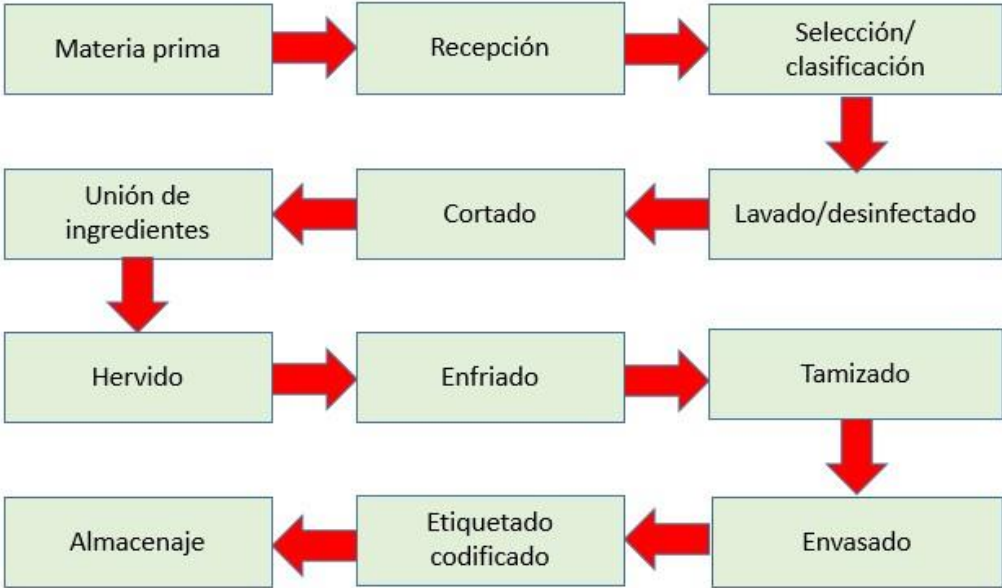 Materia prima
Recepción
Selección/
clasificación
Lavado/desinfectado
Cortado
Unión de
ingredientes
Hervido
Enfriado
Tamizado
Envasado
Etiquetado
codificado
Almacenaje